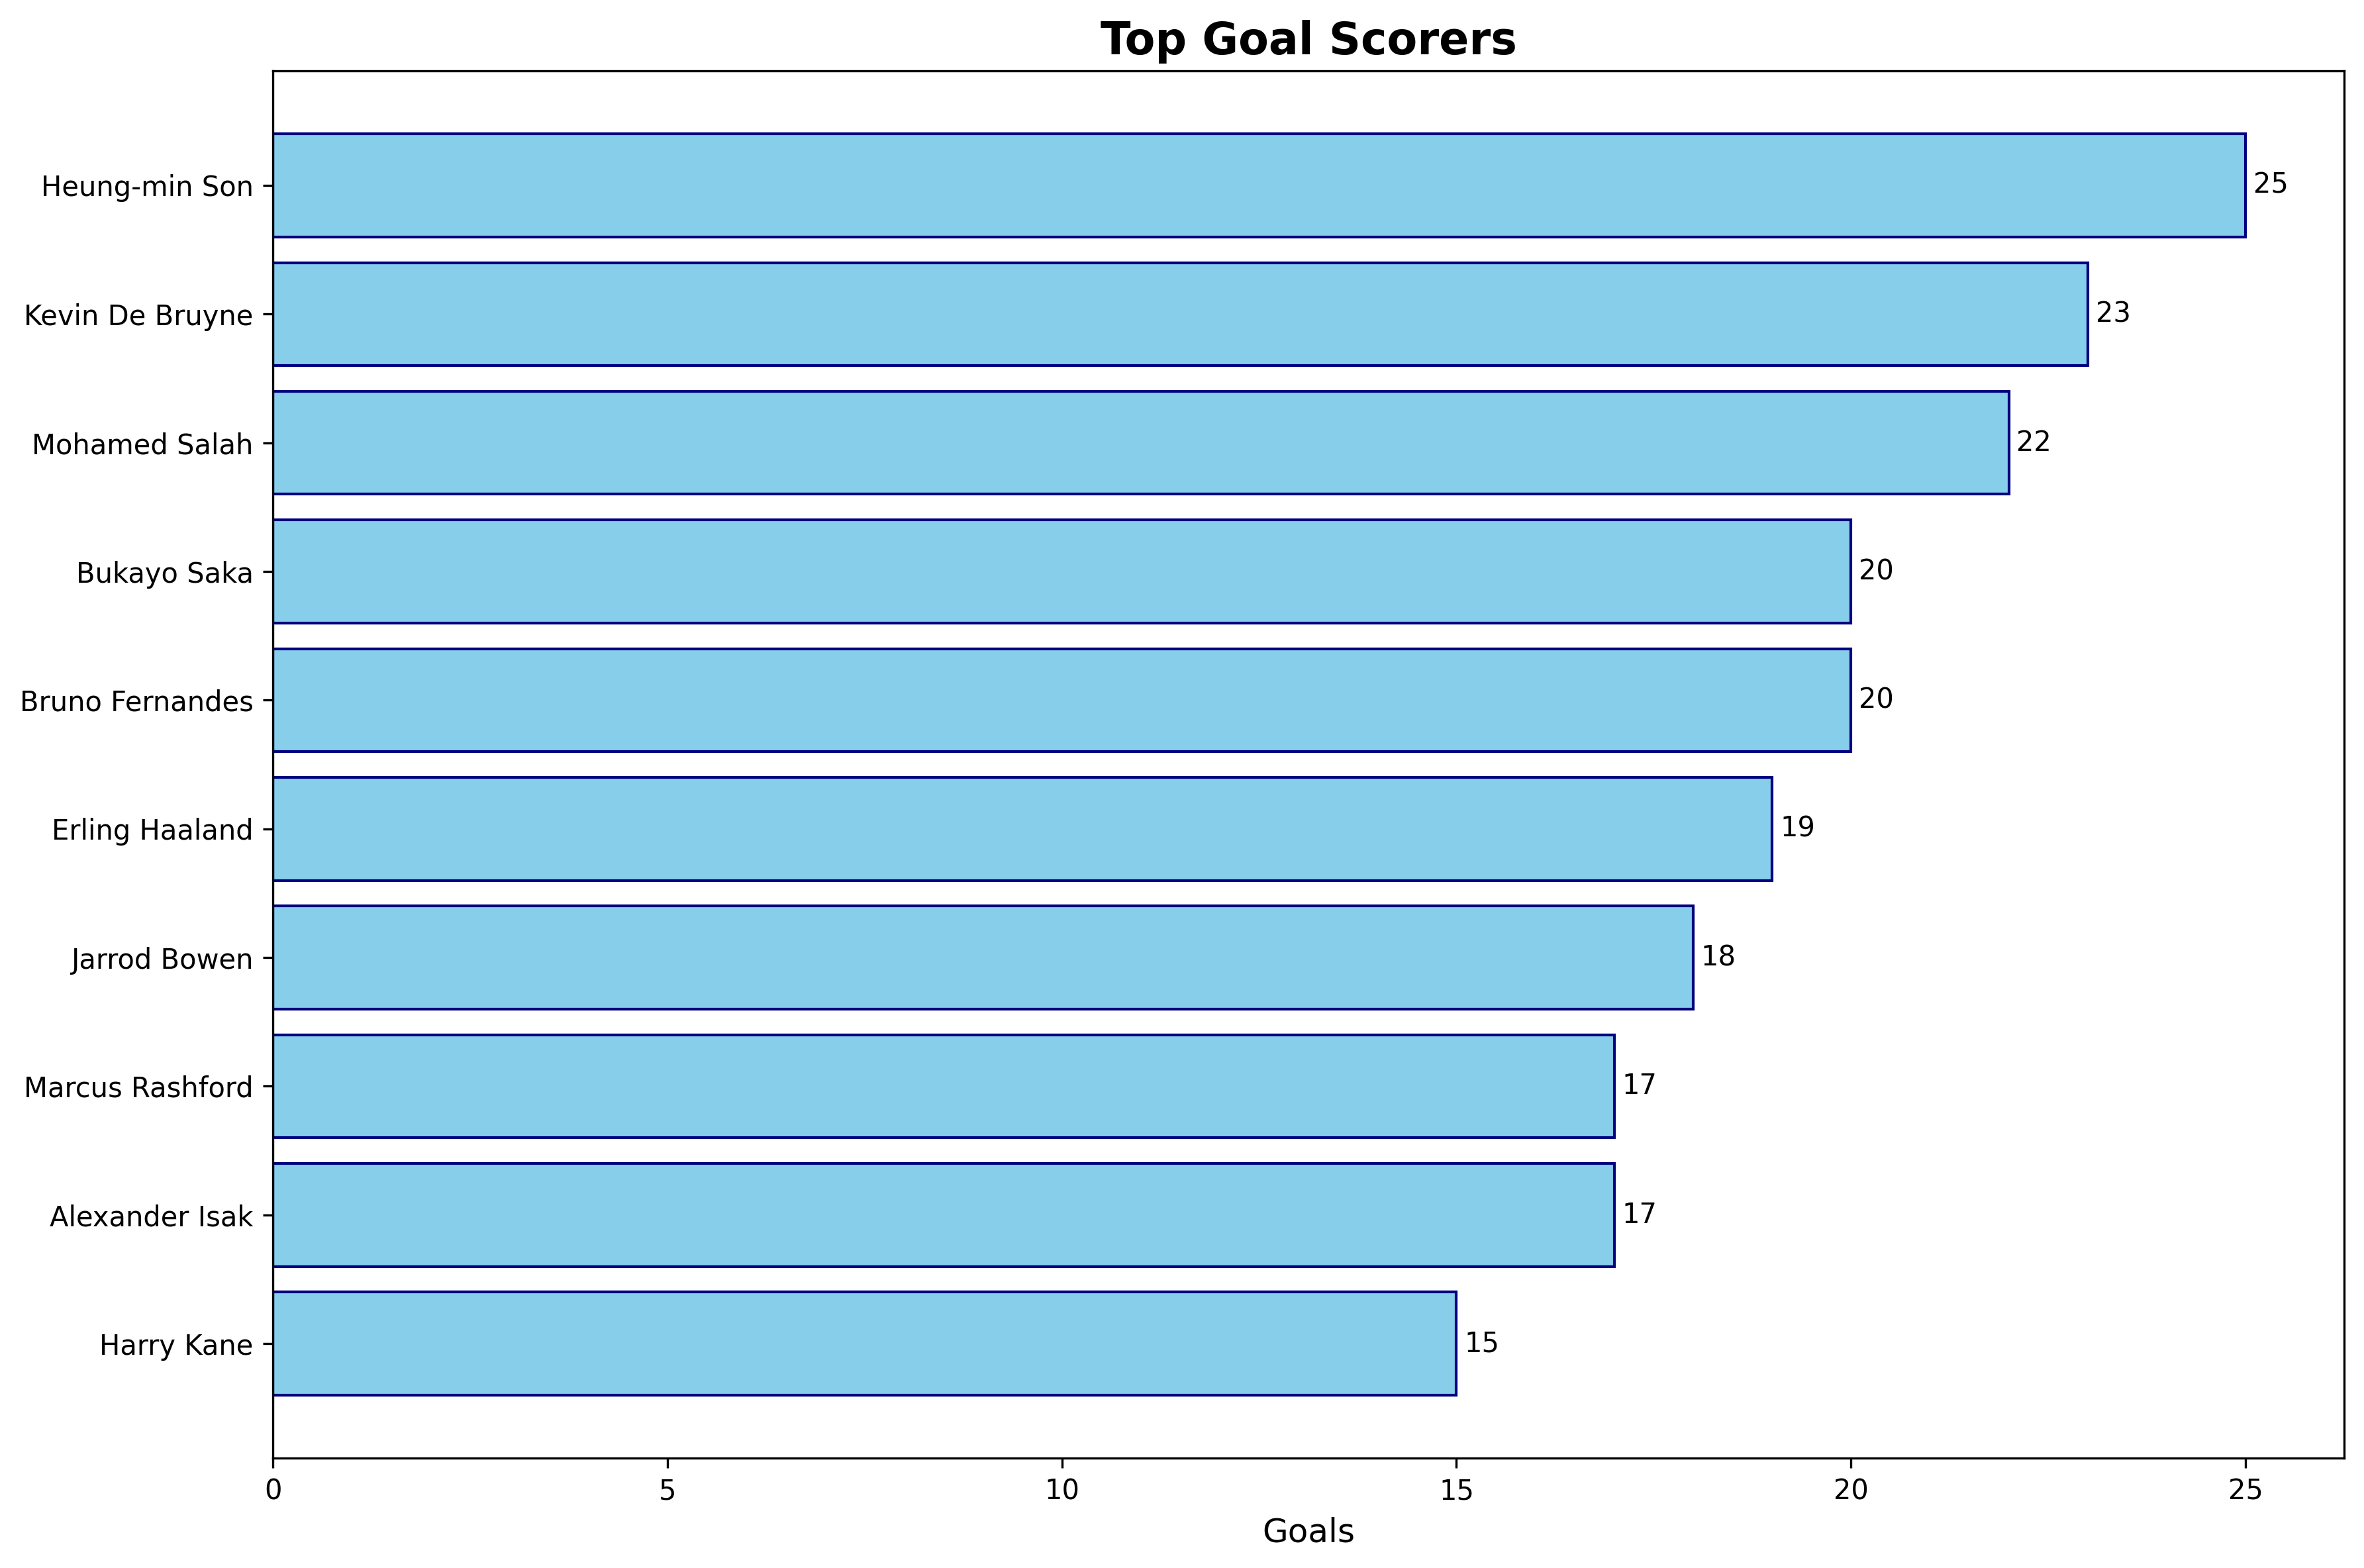 Top Goal Scorers
Heung-min Son 25
Kevin De Bruyne 23
Mohamed Salah 22
Bukayo Saka 20
Bruno Fernandes 20
Erling Haaland 19
Jarrod Bowen 18
Marcus Rashford 17
Alexander Isak 17
Harry Kane 15
0 5 10 15 20 25
Goals